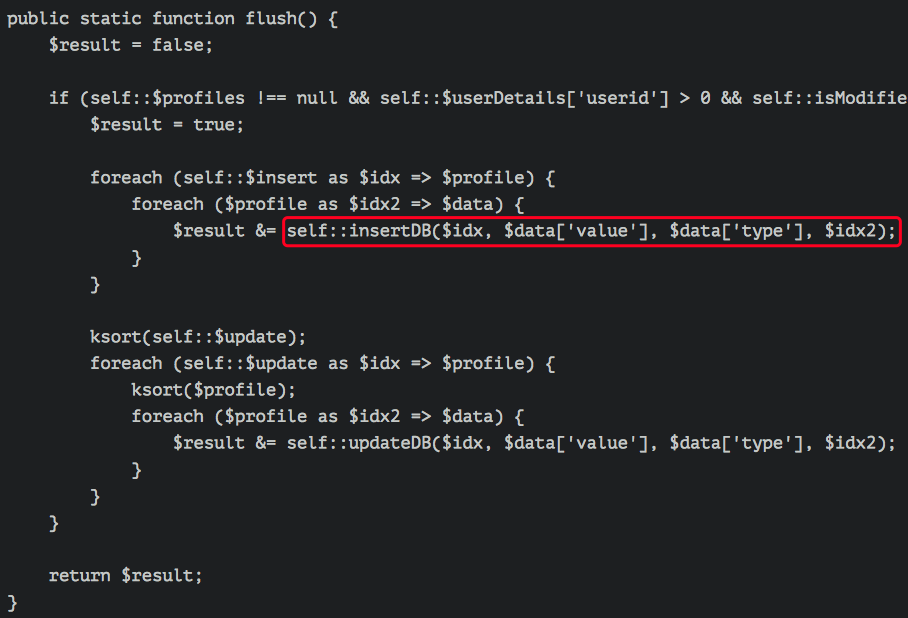 public static function flush() {
    $result = false;

    if (self::$profiles !== null && self::$userDetails['userid'] > 0 && self::isModifie
        $result = true;

        foreach (self::$insert as $idx => $profile) {
            foreach ($profile as $idx2 => $data) {
                $result &= self::insertDB($idx, $data['value'], $data['type'], $idx2);
            }
        }

        ksort(self::$update);
        foreach (self::$update as $idx => $profile) {
            ksort($profile);
            foreach ($profile as $idx2 => $data) {
                $result &= self::updateDB($idx, $data['value'], $data['type'], $idx2);
            }
        }
    }

    return $result;
}